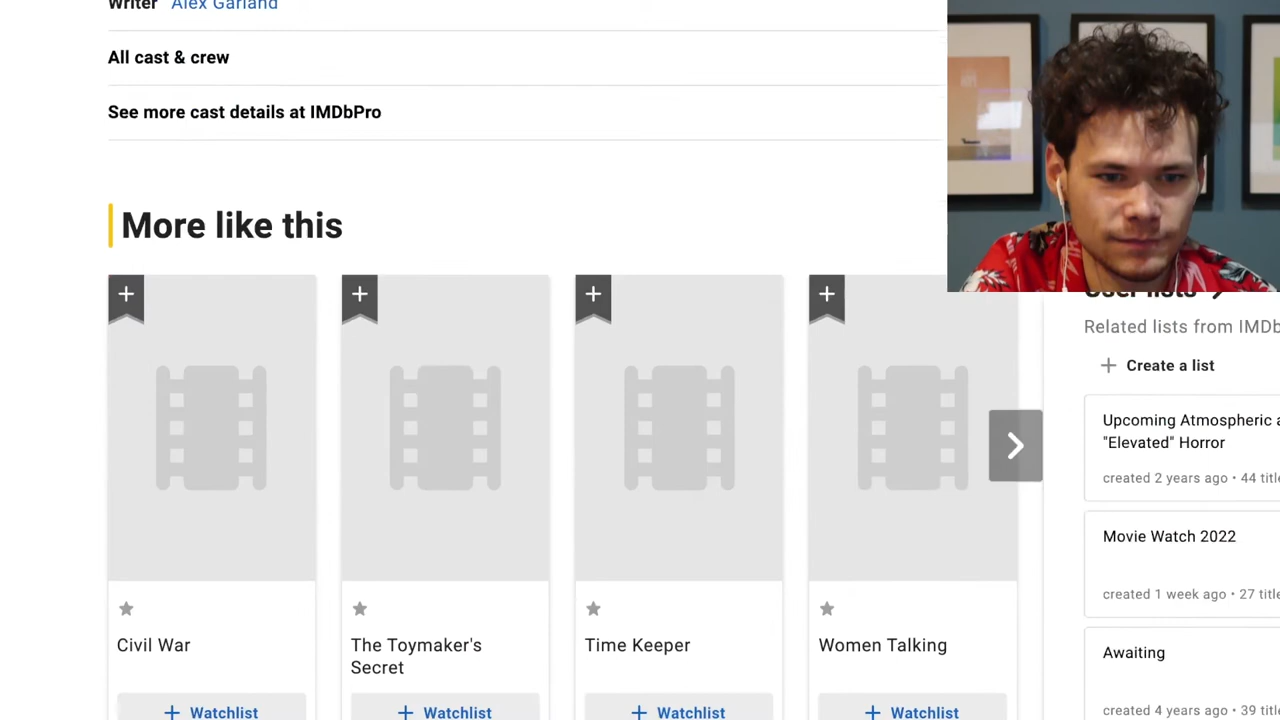 Writer Alex Garland
All cast & crew
See more cast details at IMDbPro
More like this
Civil War
The Toymaker's
Secret
Time Keeper
Women Talking
+ Watchlist
+ Watchlist
+ Watchlist
+ Watchlist
User lists
Related lists from IMDb
+ Create a list
Upcoming Atmospheric a
"Elevated" Horror
created 2 years ago • 44 title
Movie Watch 2022
created 1 week ago • 27 title
Awaiting
created 4 years ago • 39 title